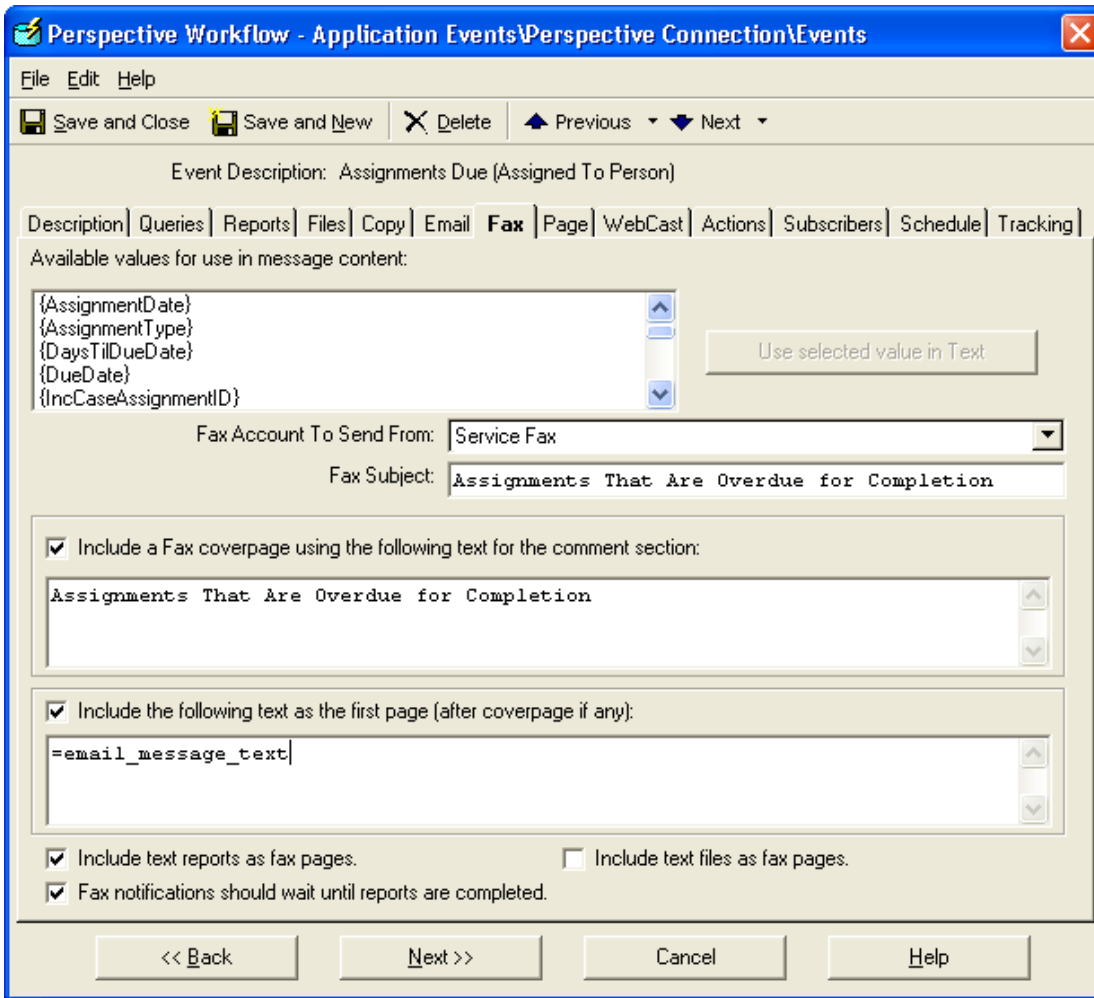 Perspective Workflow - Application Events\Perspective Connection\Events
File Edit Help
Save and Close Save and New Delete Previous Next
Event Description: Assignments Due (Assigned To Person)
Description Queries Reports Files Copy Email Fax Page WebCast Actions Subscribers Schedule Tracking
Available values for use in message content:
{AssignmentDate}
{AssignmentType}
{DaysTilDueDate}
{DueDate}
{IncCaseAssignmentID}
Use selected value in Text
Fax Account To Send From: Service Fax
Fax Subject: Assignments That Are Overdue for Completion
Include a Fax coverpage using the following text for the comment section:
Assignments That Are Overdue for Completion
Include the following text as the first page (after coverpage if any):
=email_message_text
Include text reports as fax pages. Include text files as fax pages.
Fax notifications should wait until reports are completed.
<< Back Next >> Cancel Help